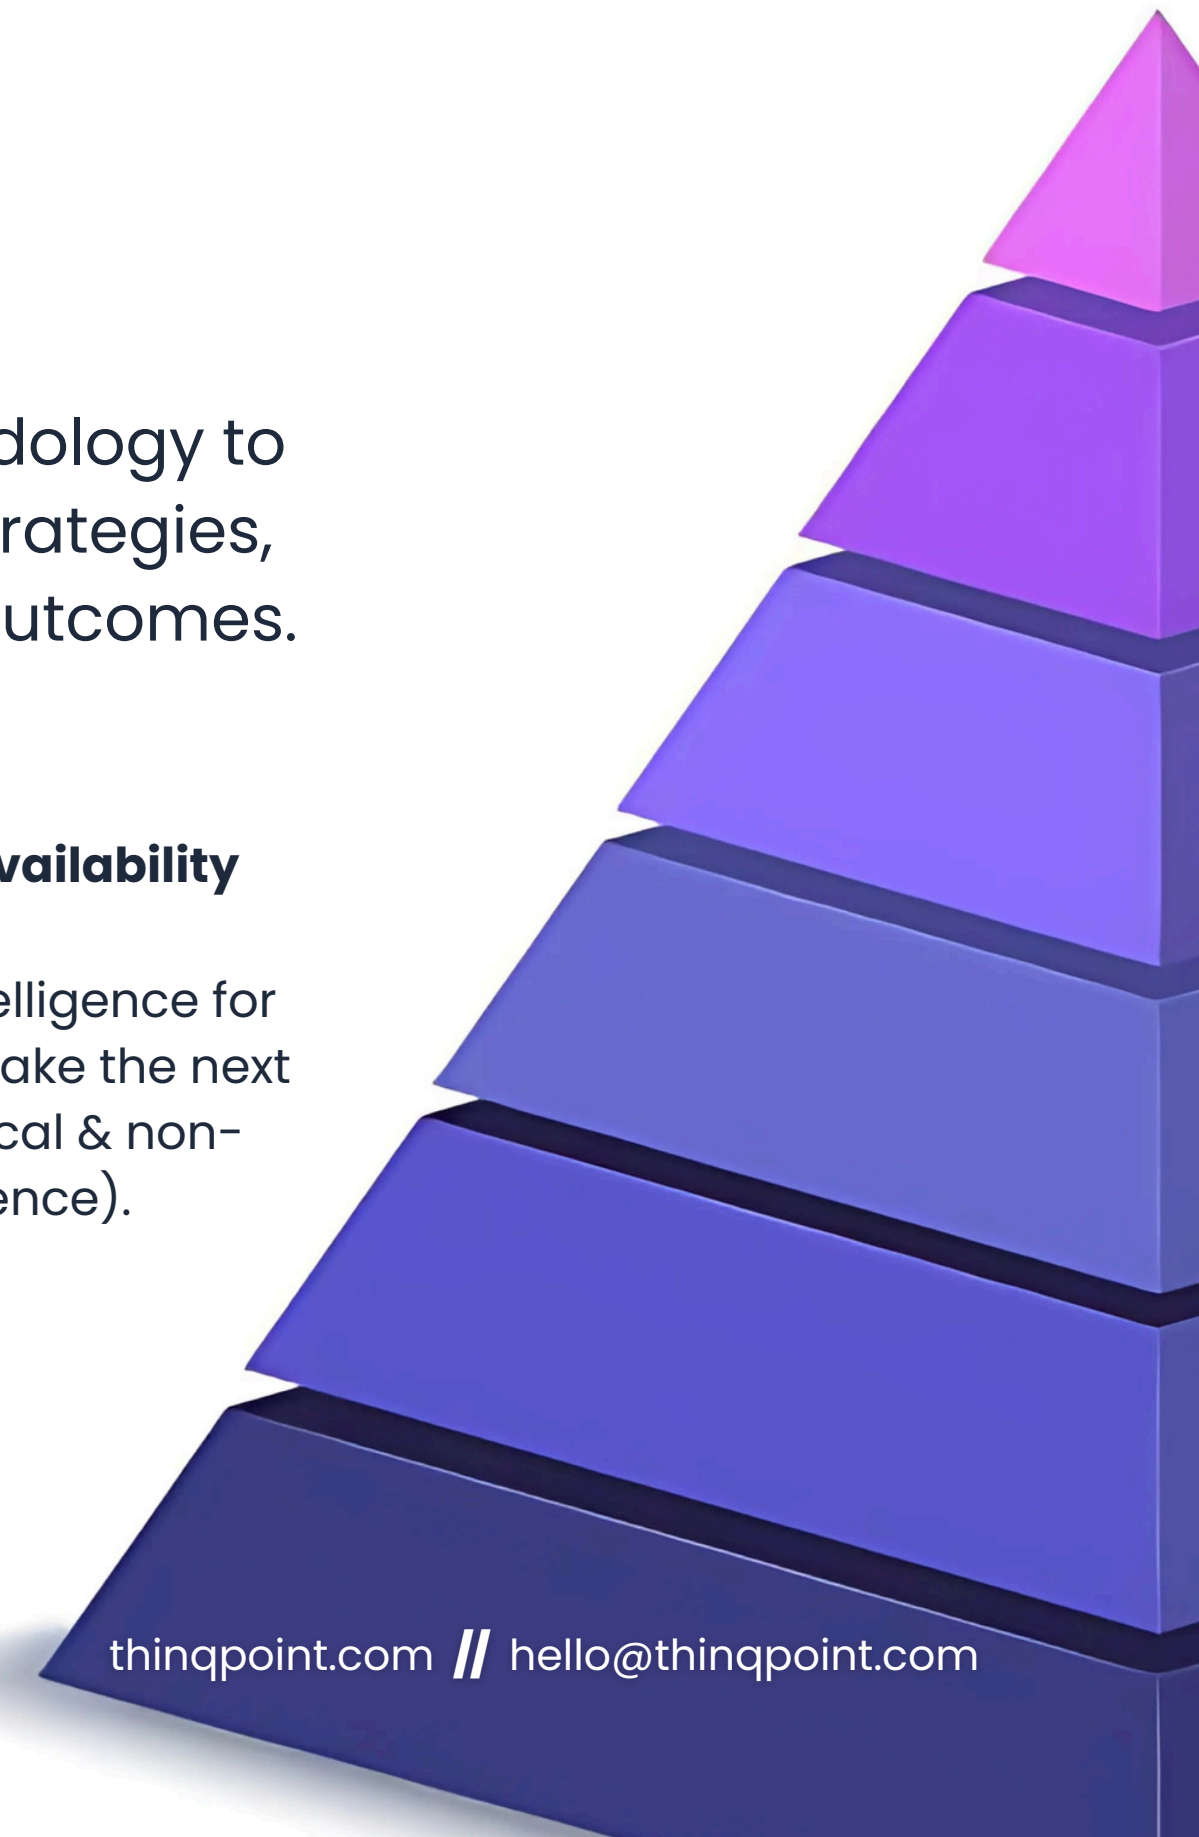 dology to
rategies,
utcomes.
vailability
elligence for
ake the next
cal & non-
ence).
thinqpoint.com // hello@thinqpoint.com